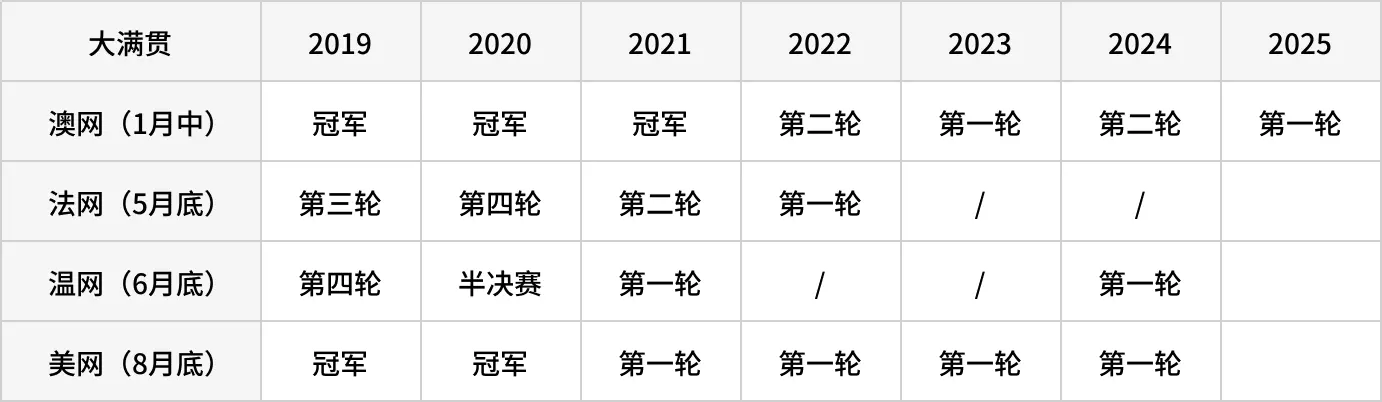 大满贯 2019 2020 2021 2022 2023 2024 2025
澳网（1月中） 冠军 冠军 冠军 第二轮 第一轮 第二轮 第一轮
法网（5月底） 第三轮 第四轮 第二轮 第一轮 / /
温网（6月底） 第四轮 半决赛 第一轮 / / 第一轮
美网（8月底） 冠军 冠军 第一轮 第一轮 第一轮 第一轮